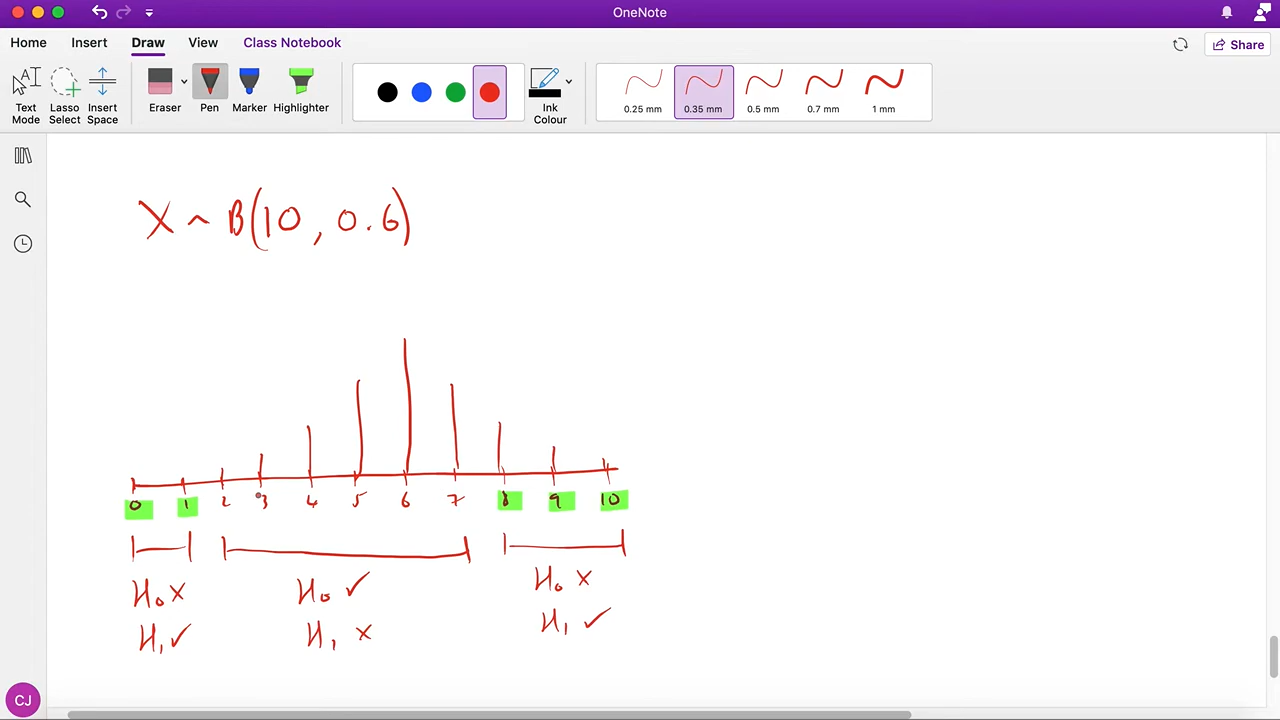 OneNote
Home Insert Draw View Class Notebook Share
Text Mode
Lasso Select
Insert Space
Eraser
Pen
Marker
Highlighter
Ink Colour
0.25 mm
0.35 mm
0.5 mm
0.7 mm
1 mm
X ~ B(10, 0.6)
0 1 2 3 4 5 6 7 8 9 10
H₀ × H₀ ✓ H₀ ×
H₁ ✓ H₁ × H₁ ✓
CJ